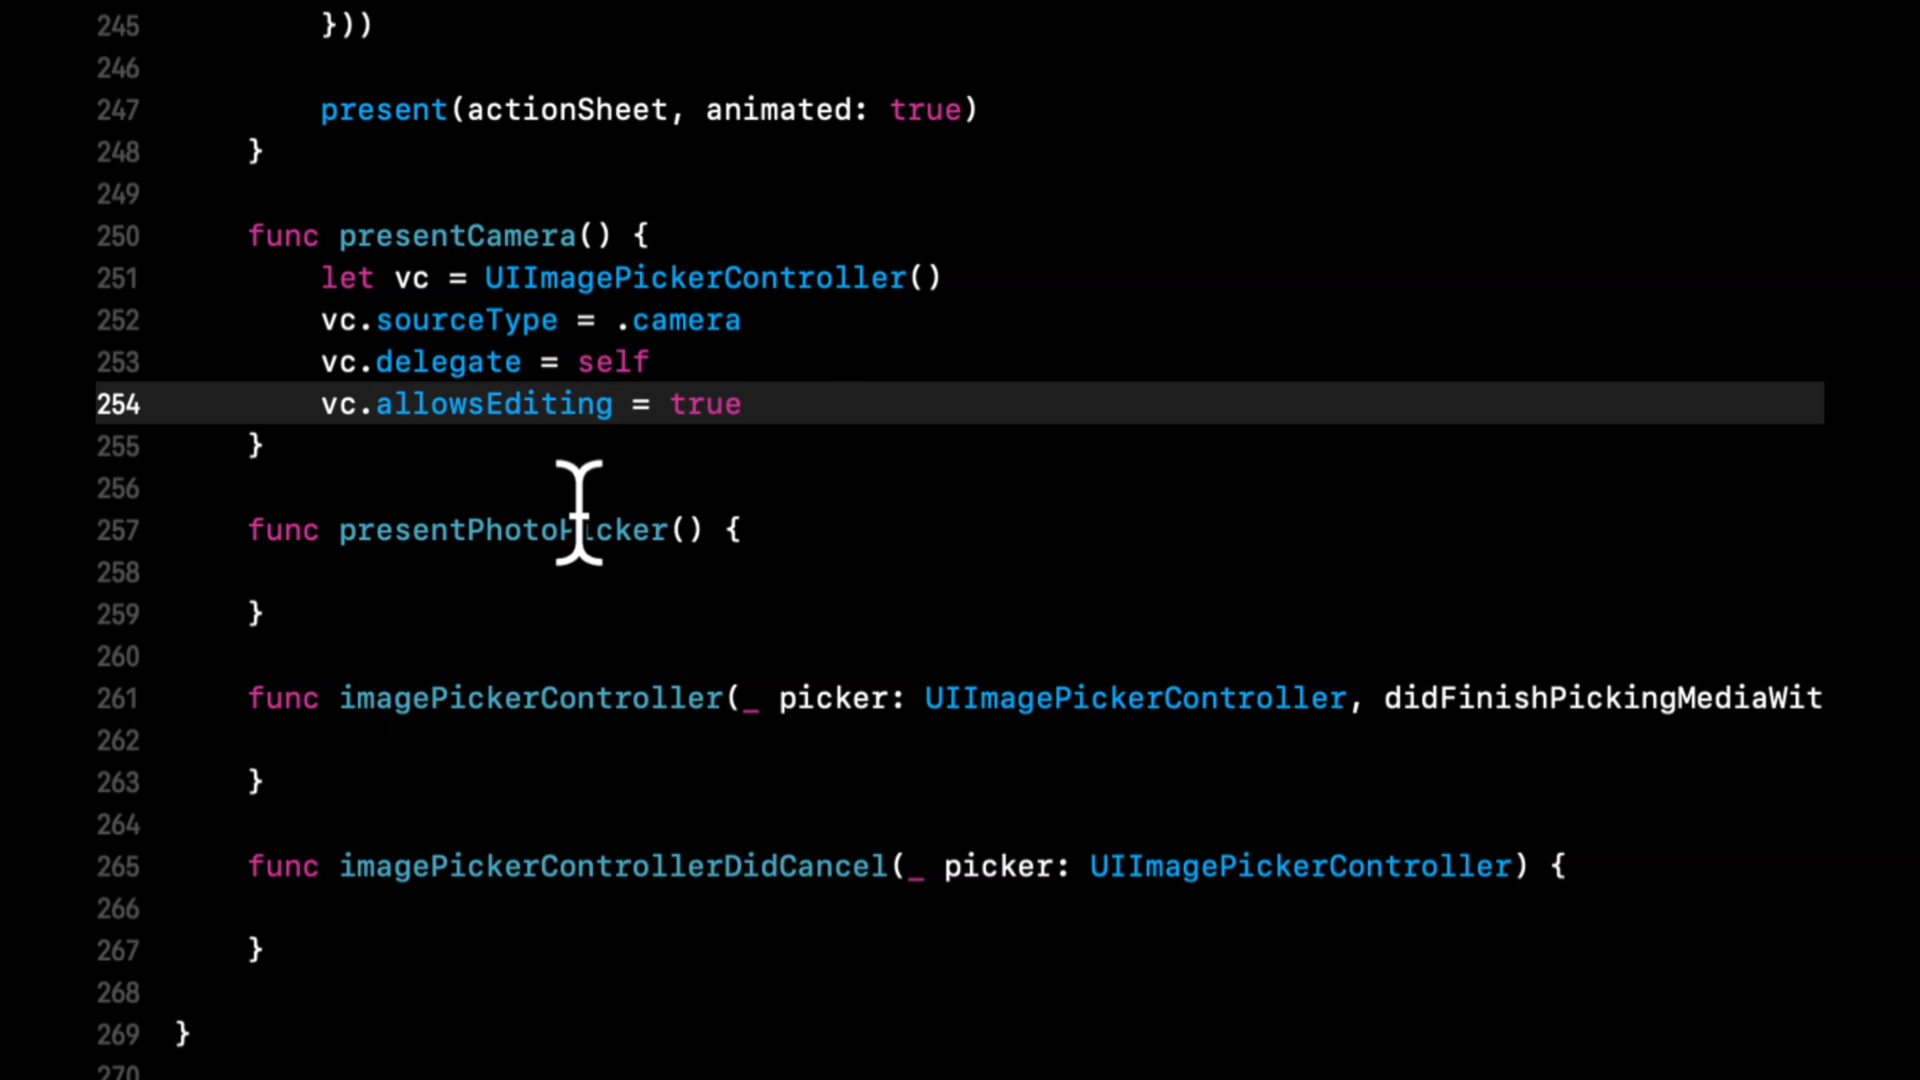 245 }))
246
247 present(actionSheet, animated: true)
248 }
249
250 func presentCamera() {
251 let vc = UIImagePickerController()
252 vc.sourceType = .camera
253 vc.delegate = self
254 vc.allowsEditing = true
255 }
256
257 func presentPhotoPicker() {
258
259 }
260
261 func imagePickerController(_ picker: UIImagePickerController, didFinishPickingMediaWit
262
263 }
264
265 func imagePickerControllerDidCancel(_ picker: UIImagePickerController) {
266
267 }
268
269 }
270